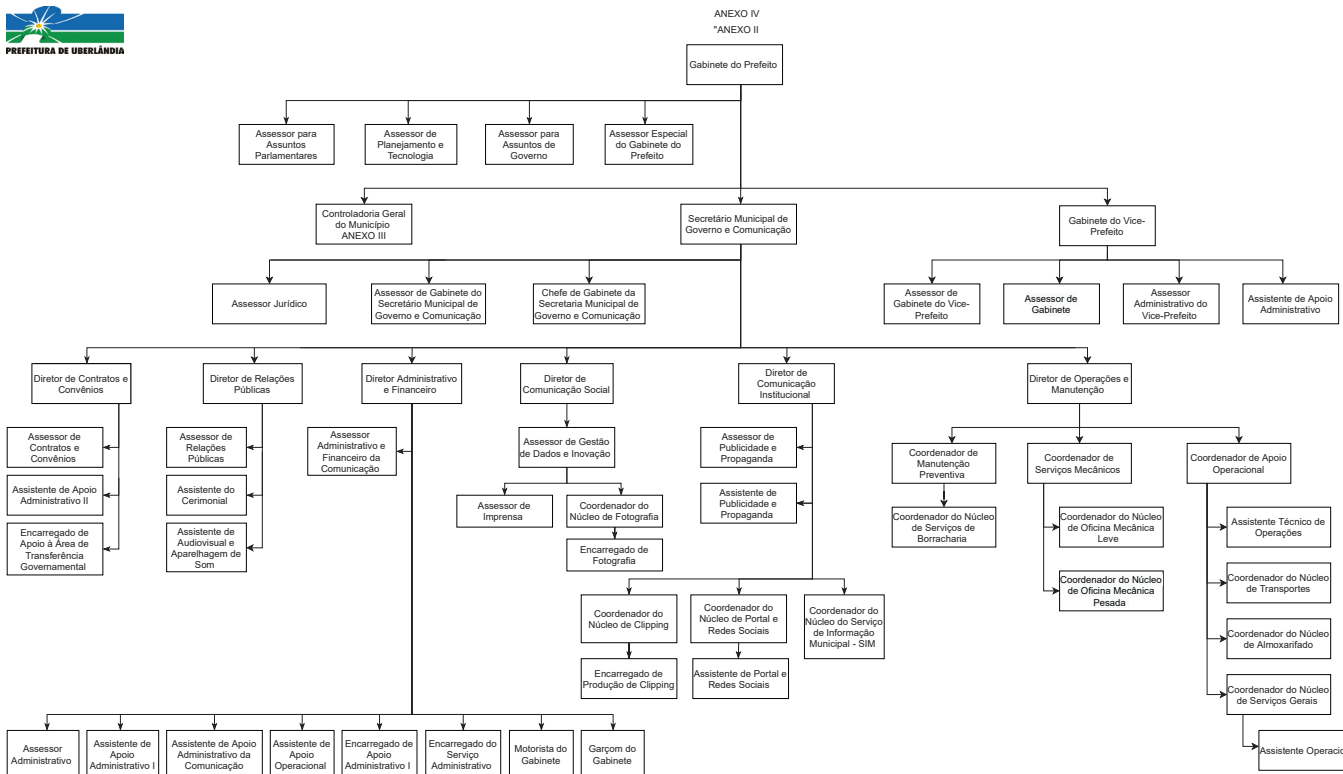 PREFEITURA DE UBERLÂNDIA
ANEXO IV
"ANEXO II
Gabinete do Prefeito
Assessor para
Assuntos
Parlamentares
Assessor de
Planejamento e
Tecnologia
Assessor para
Assuntos de
Governo
Assessor Especial
do Gabinete do
Prefeito
Controladoria Geral
do Município
ANEXO III
Secretário Municipal de
Governo e Comunicação
Gabinete do Vice-
Prefeito
Assessor Jurídico
Assessor de Gabinete do
Secretário Municipal de
Governo e Comunicação
Chefe de Gabinete da
Secretaria Municipal de
Governo e Comunicação
Assessor de
Gabinete do Vice-
Prefeito
Assessor de
Gabinete
Assessor
Administrativo do
Vice-Prefeito
Assistente de Apoio
Administrativo
Diretor de Contratos e
Convênios
Diretor de Relações
Públicas
Diretor Administrativo
e Financeiro
Diretor de
Comunicação Social
Diretor de
Comunicação
Institucional
Diretor de Operações e
Manutenção
Assessor de
Contratos e
Convênios
Assistente de Apoio
Administrativo II
Encarregado de
Apoio à Área de
Transferência
Governamental
Assessor de
Relações
Públicas
Assistente do
Cerimonial
Assistente de
Audiovisual e
Aparelhagem de
Som
Assessor
Administrativo e
Financeiro da
Comunicação
Assessor de Gestão
de Dados e Inovação
Assessor de
Imprensa
Coordenador do
Núcleo de Fotografia
Encarregado de
Fotografia
Assessor de
Publicidade e
Propaganda
Assistente de
Publicidade e
Propaganda
Coordenador do
Núcleo de Clipping
Coordenador do
Núcleo de Portal e
Redes Sociais
Coordenador do
Núcleo do Serviço
de Informação
Municipal - SIM
Encarregado de
Produção de Clipping
Assistente de Portal e
Redes Sociais
Coordenador de
Manutenção
Preventiva
Coordenador do Núcleo
de Serviços de
Borracharia
Coordenador de
Serviços Mecânicos
Coordenador do Núcleo
de Oficina Mecânica
Leve
Coordenador do Núcleo
de Oficina Mecânica
Pesada
Coordenador de Apoio
Operacional
Assistente Técnico de
Operações
Coordenador do Núcleo
de Transportes
Coordenador do Núcleo
de Almoxarifado
Coordenador do Núcleo
de Serviços Gerais
Assistente Operacio
Assessor
Administrativo
Assistente de
Apoio
Administrativo I
Assistente de Apoio
Administrativo da
Comunicação
Assistente de
Apoio
Operacional
Encarregado de
Apoio
Administrativo I
Encarregado do
Serviço
Administrativo
Motorista do
Gabinete
Garçom do
Gabinete